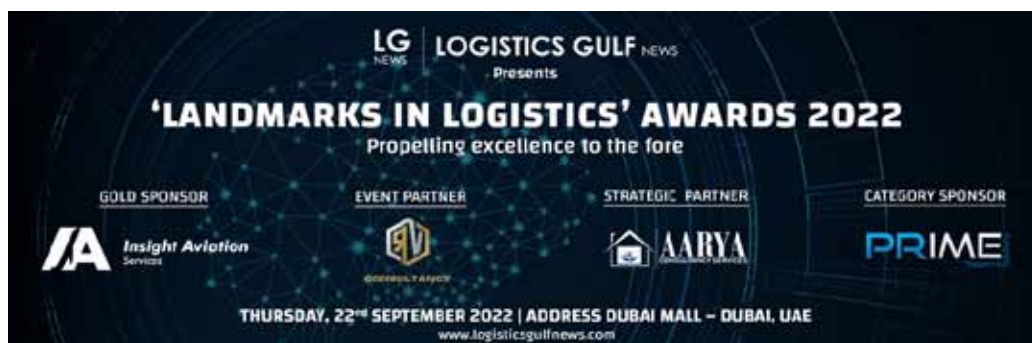 LG NEWS | LOGISTICS GULF NEWS
Presents
‘LANDMARKS IN LOGISTICS’ AWARDS 2022
Propelling excellence to the fore
GOLD SPONSOR
Insight Aviation
Services
EVENT PARTNER
CONSULTANCY
STRATEGIC PARTNER
AARYA
CONSULTANCY SERVICES
CATEGORY SPONSOR
PRIME
THURSDAY, 22nd SEPTEMBER 2022 | ADDRESS DUBAI MALL – DUBAI, UAE
www.logisticsgulfnews.com